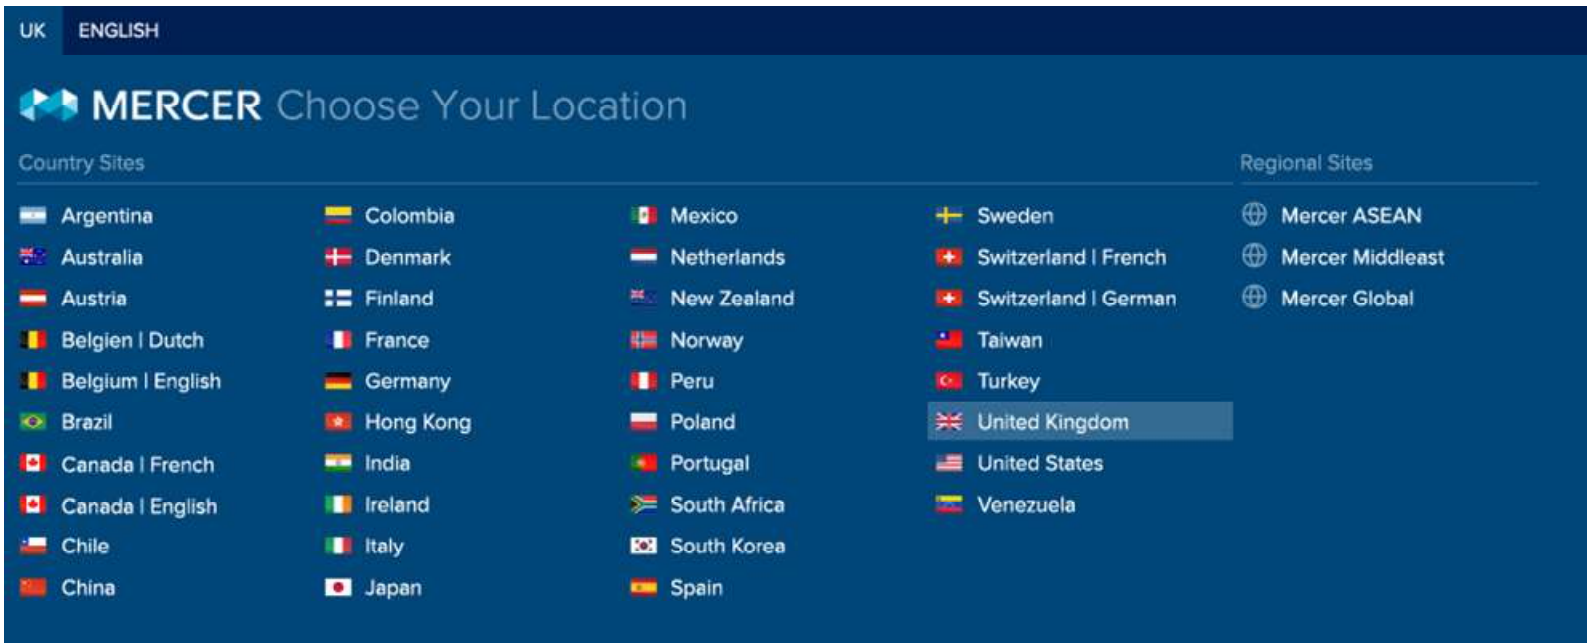 UK ENGLISH
MERCER Choose Your Location
Country Sites
Argentina
Australia
Austria
Belgien | Dutch
Belgium | English
Brazil
Canada | French
Canada | English
Chile
China
Colombia
Denmark
Finland
France
Germany
Hong Kong
India
Ireland
Italy
Japan
Mexico
Netherlands
New Zealand
Norway
Peru
Poland
Portugal
South Africa
South Korea
Spain
Sweden
Switzerland | French
Switzerland | German
Taiwan
Turkey
United Kingdom
United States
Venezuela
Regional Sites
Mercer ASEAN
Mercer Middleast
Mercer Global